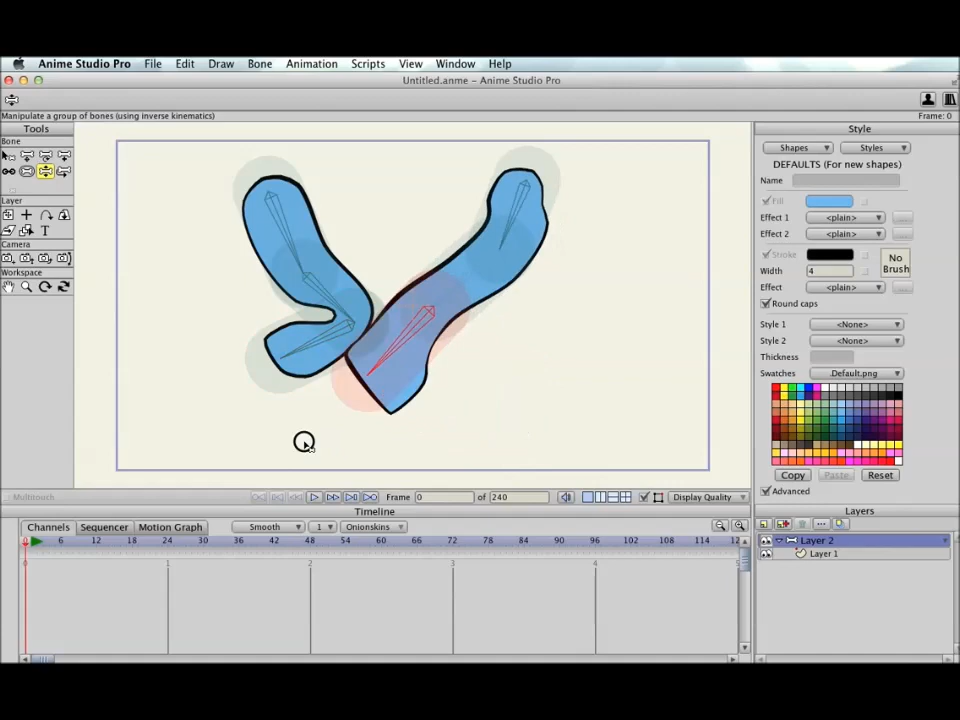 Anime Studio Pro File Edit Draw Bone Animation Scripts View Window Help
Untitled.anme - Anime Studio Pro
Manipulate a group of bones (using inverse kinematics) Frame: 0
Tools
Bone
Layer
T
Camera
Workspace
Style
Shapes Styles
DEFAULTS (For new shapes)
Name
Fill
Effect 1 <plain> ...
Effect 2 <plain> ...
Stroke
Width 4
No Brush
Effect <plain> ...
Round caps
Style 1 <None>
Style 2 <None>
Thickness
Swatches .Default.png
Copy Paste Reset
Advanced
Multitouch Frame 0 of 240 Display Quality
Timeline
Channels Sequencer Motion Graph Smooth 1 Onionskins
0 6 12 18 24 30 36 42 48 54 60 66 72 78 84 90 96 102 108 114 12
0 1 2 3 4 5
Layers
Layer 2
Layer 1